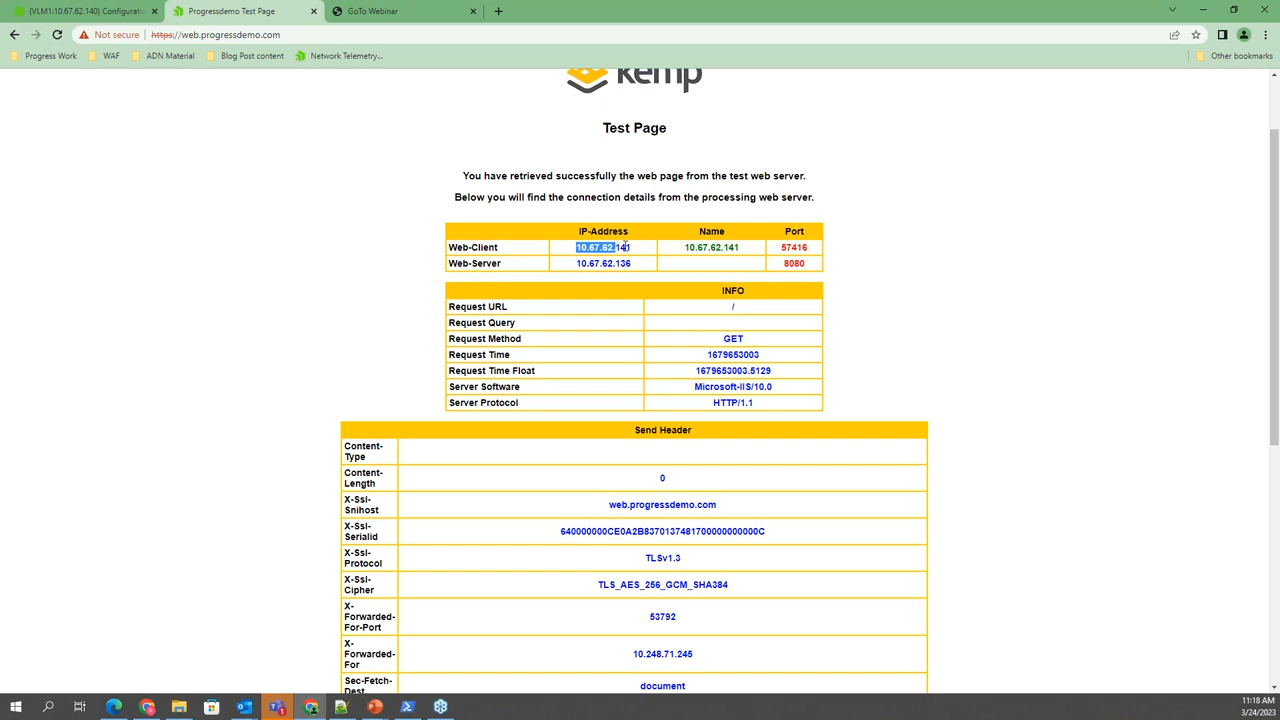 (VLM1:10.67.62.140) Configurat
Progressdemo Test Page
GoTo Webinar
Not secure
https://web.progressdemo.com
Progress Work
WAF
ADN Material
Blog Post content
Network Telemetry...
Other bookmarks
kemp
Test Page
You have retrieved successfully the web page from the test web server.
Below you will find the connection details from the processing web server.
IP-Address Name Port
Web-Client 10.67.62.141 10.67.62.141 57416
Web-Server 10.67.62.136 8080
INFO
Request URL /
Request Query
Request Method GET
Request Time 1679653003
Request Time Float 1679653003.5129
Server Software Microsoft-IIS/10.0
Server Protocol HTTP/1.1
Send Header
Content-
Type
Content-
Length
0
X-Ssl-
Snihost
web.progressdemo.com
X-Ssl-
Serialid
640000000CE0A2B8370137481700000000000C
X-Ssl-
Protocol
TLSv1.3
X-Ssl-
Cipher
TLS_AES_256_GCM_SHA384
X-
Forwarded-
For-Port
53792
X-
Forwarded-
For
10.248.71.245
Sec-Fetch-
Dest
document
11:18 AM
3/24/2023